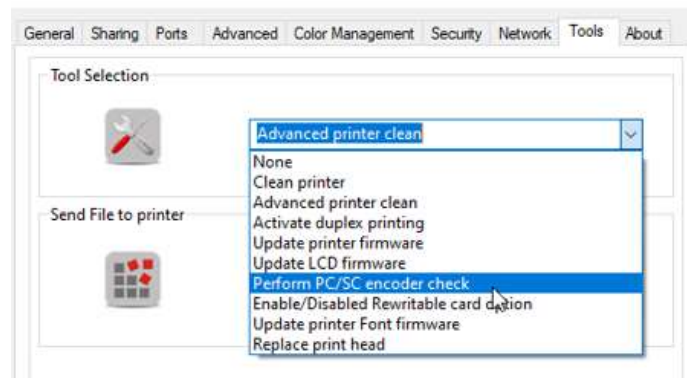 General Sharing Ports Advanced Color Management Security Network Tools About
Tool Selection
Advanced printer clean
None
Clean printer
Advanced printer clean
Activate duplex printing
Update printer firmware
Update LCD firmware
Perform PC/SC encoder check
Enable/Disabled Rewritable card option
Update printer Font firmware
Replace print head
Send File to printer